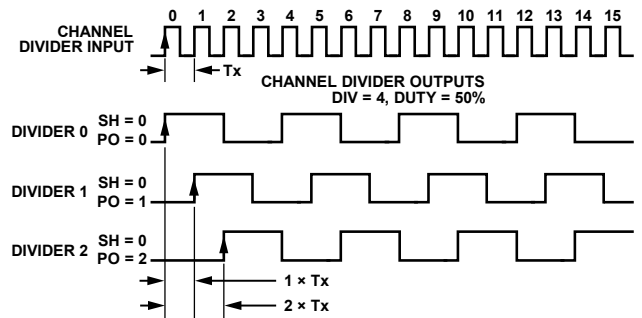 0 1 2 3 4 5 6 7 8 9 10 11 12 13 14 15
CHANNEL
DIVIDER INPUT
Tx
CHANNEL DIVIDER OUTPUTS
DIV = 4, DUTY = 50%
DIVIDER 0 SH = 0
PO = 0
DIVIDER 1 SH = 0
PO = 1
DIVIDER 2 SH = 0
PO = 2
1 × Tx
2 × Tx